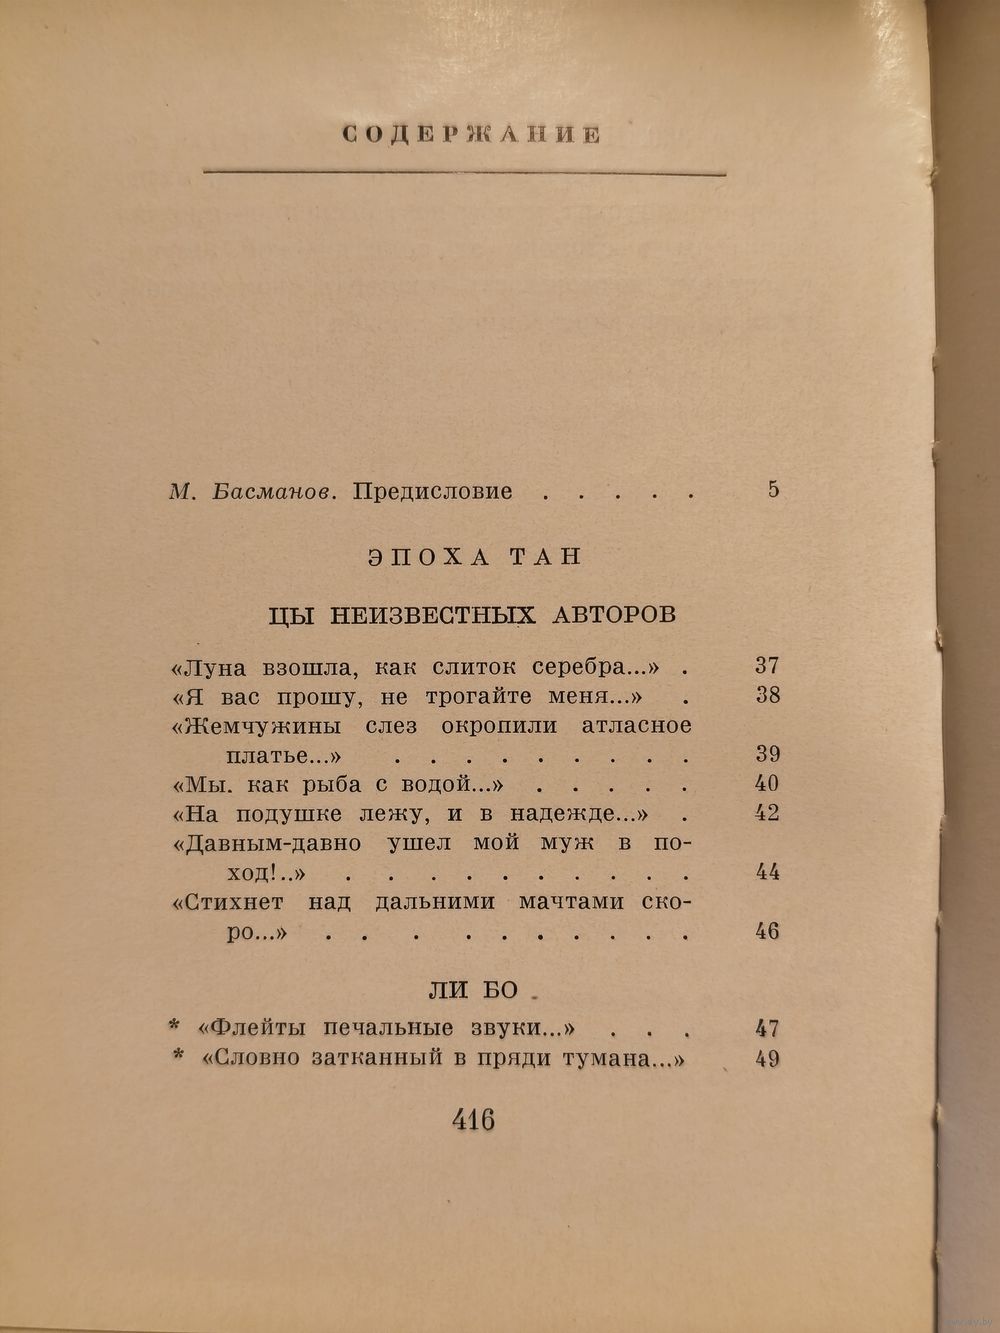 СОДЕРЖАНИЕ
М. Басманов. Предисловие . . . . . 5
ЭПОХА ТАН
ЦЫ НЕИЗВЕСТНЫХ АВТОРОВ
«Луна взошла, как слиток серебра...» . 37
«Я вас прошу, не трогайте меня...» . 38
«Жемчужины слез окропили атласное
платье...» . . . . . . . . . 39
«Мы. как рыба с водой...» . . . . . 40
«На подушке лежу, и в надежде...» . 42
«Давным-давно ушел мой муж в по-
ход!..» . . . . . . . . . . 44
«Стихнет над дальними мачтами ско-
ро...» . . . . . . . . . . 46
ЛИ БО
* «Флейты печальные звуки...» . . . 47
* «Словно затканный в пряди тумана...» 49
416